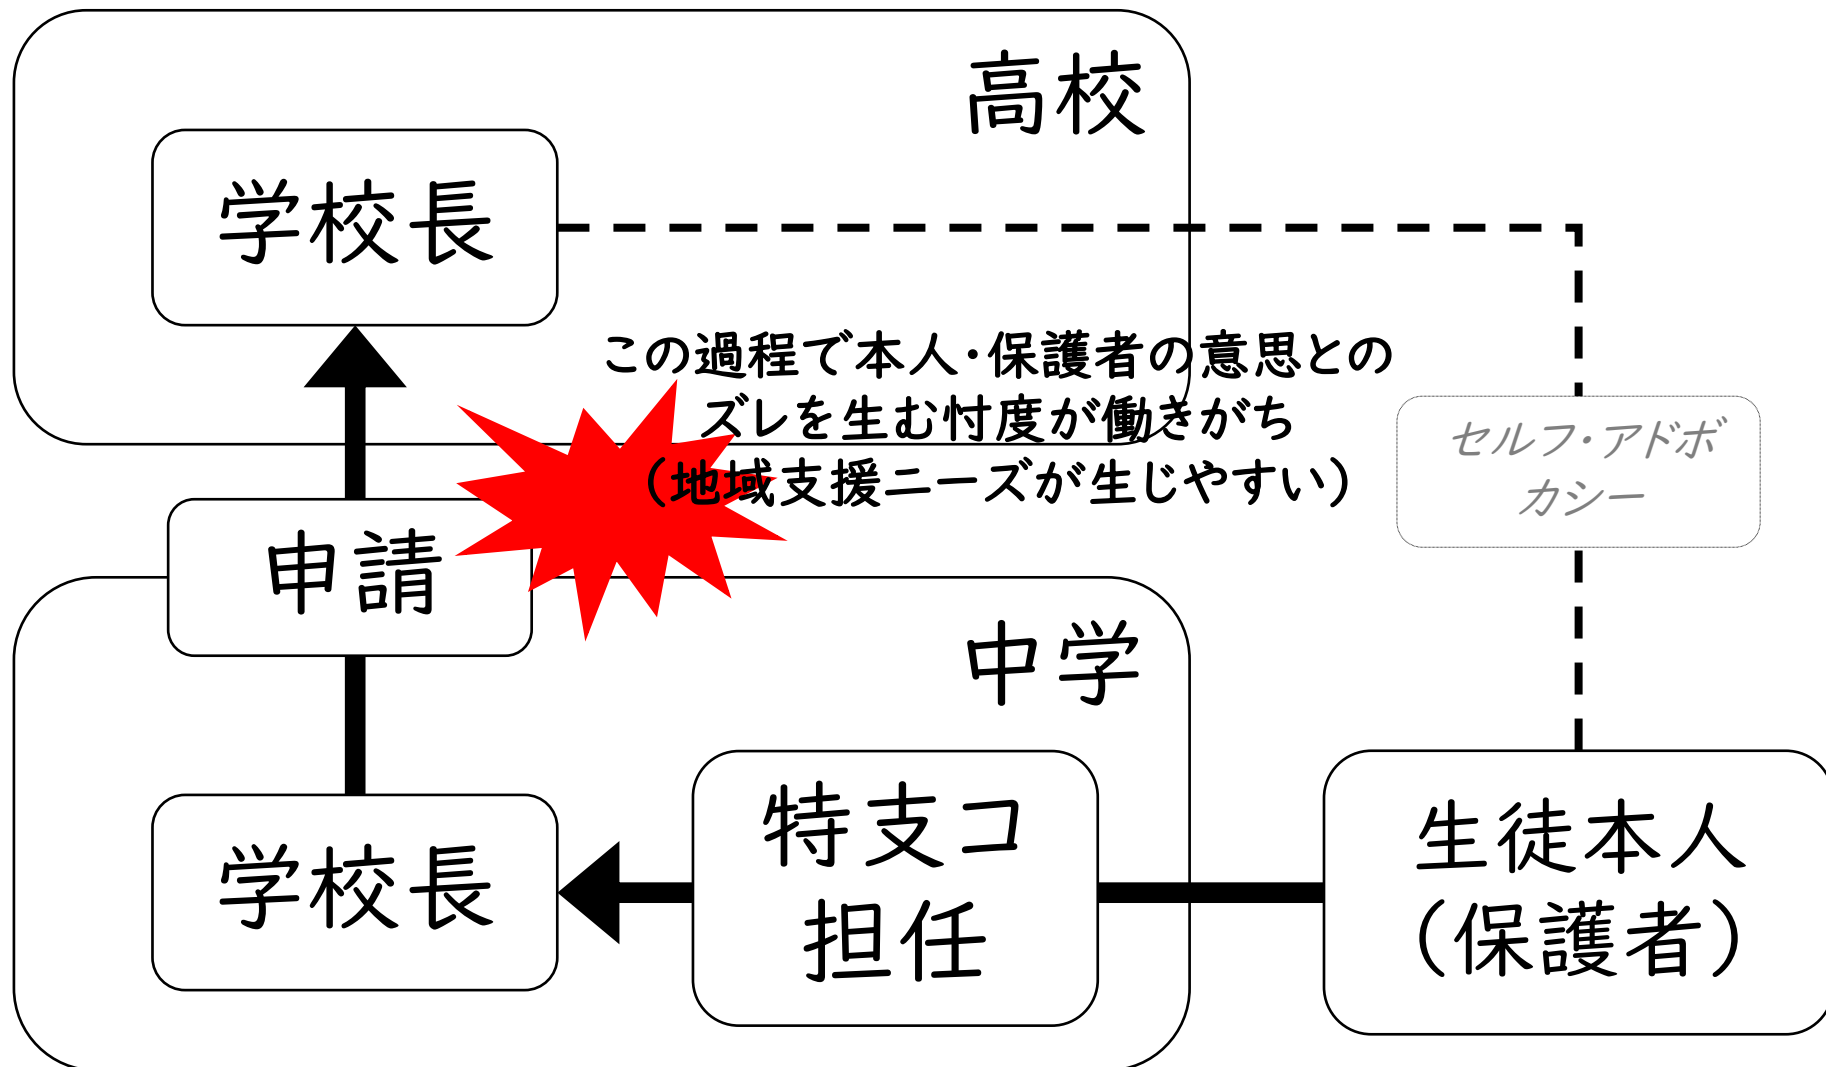 高校
学校長
この過程で本人・保護者の意思との
ズレを生む忖度が働きがち
（地域支援ニーズが生じやすい）
セルフ・アドボ
カシー
申請
中学
学校長
特支コ
担任
生徒本人
（保護者）